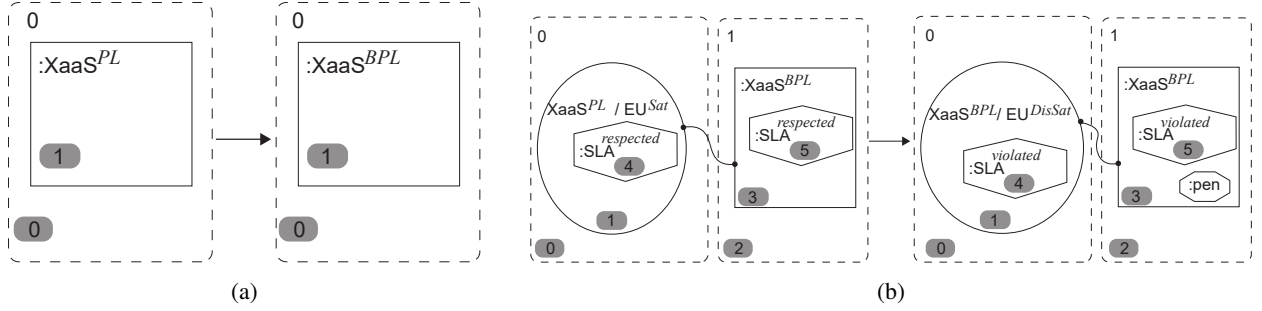 0
:XaaS^PL
1
0
0
:XaaS^BPL
1
0
(a)
0
XaaS^PL / EU^Sat
respected
:SLA
4
1
0
1
:XaaS^BPL
respected
:SLA
5
3
2
0
XaaS^BPL/ EU^DisSat
violated
:SLA
4
1
0
1
:XaaS^BPL
violated
:SLA
5
:pen
3
2
(b)